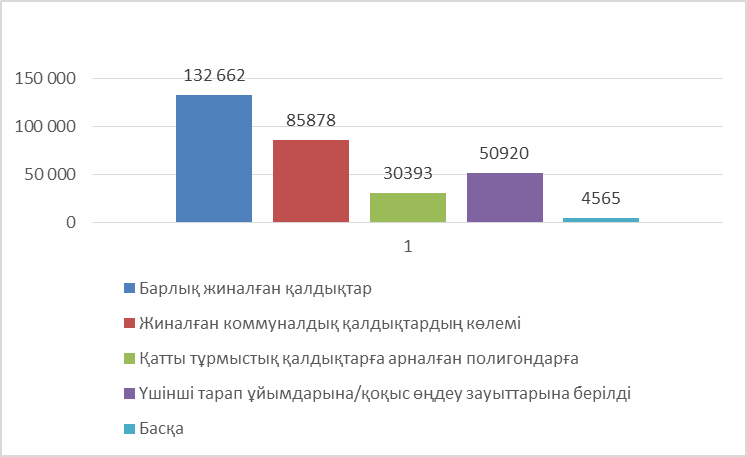 132 662
150 000
85878
100 000
50920
30393
50 000
4565
0
1
Барлық жиналған қалдықтар
Жиналған коммуналдық қалдықтардың көлемі
Қатты тұрмыстық қалдықтарға арналған полигондарға
Үшінші тарап ұйымдарына/қоқыс өңдеу зауыттарына берілді
Басқа